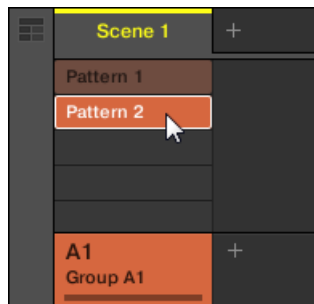 Scene 1 +
Pattern 1
Pattern 2
A1 +
Group A1